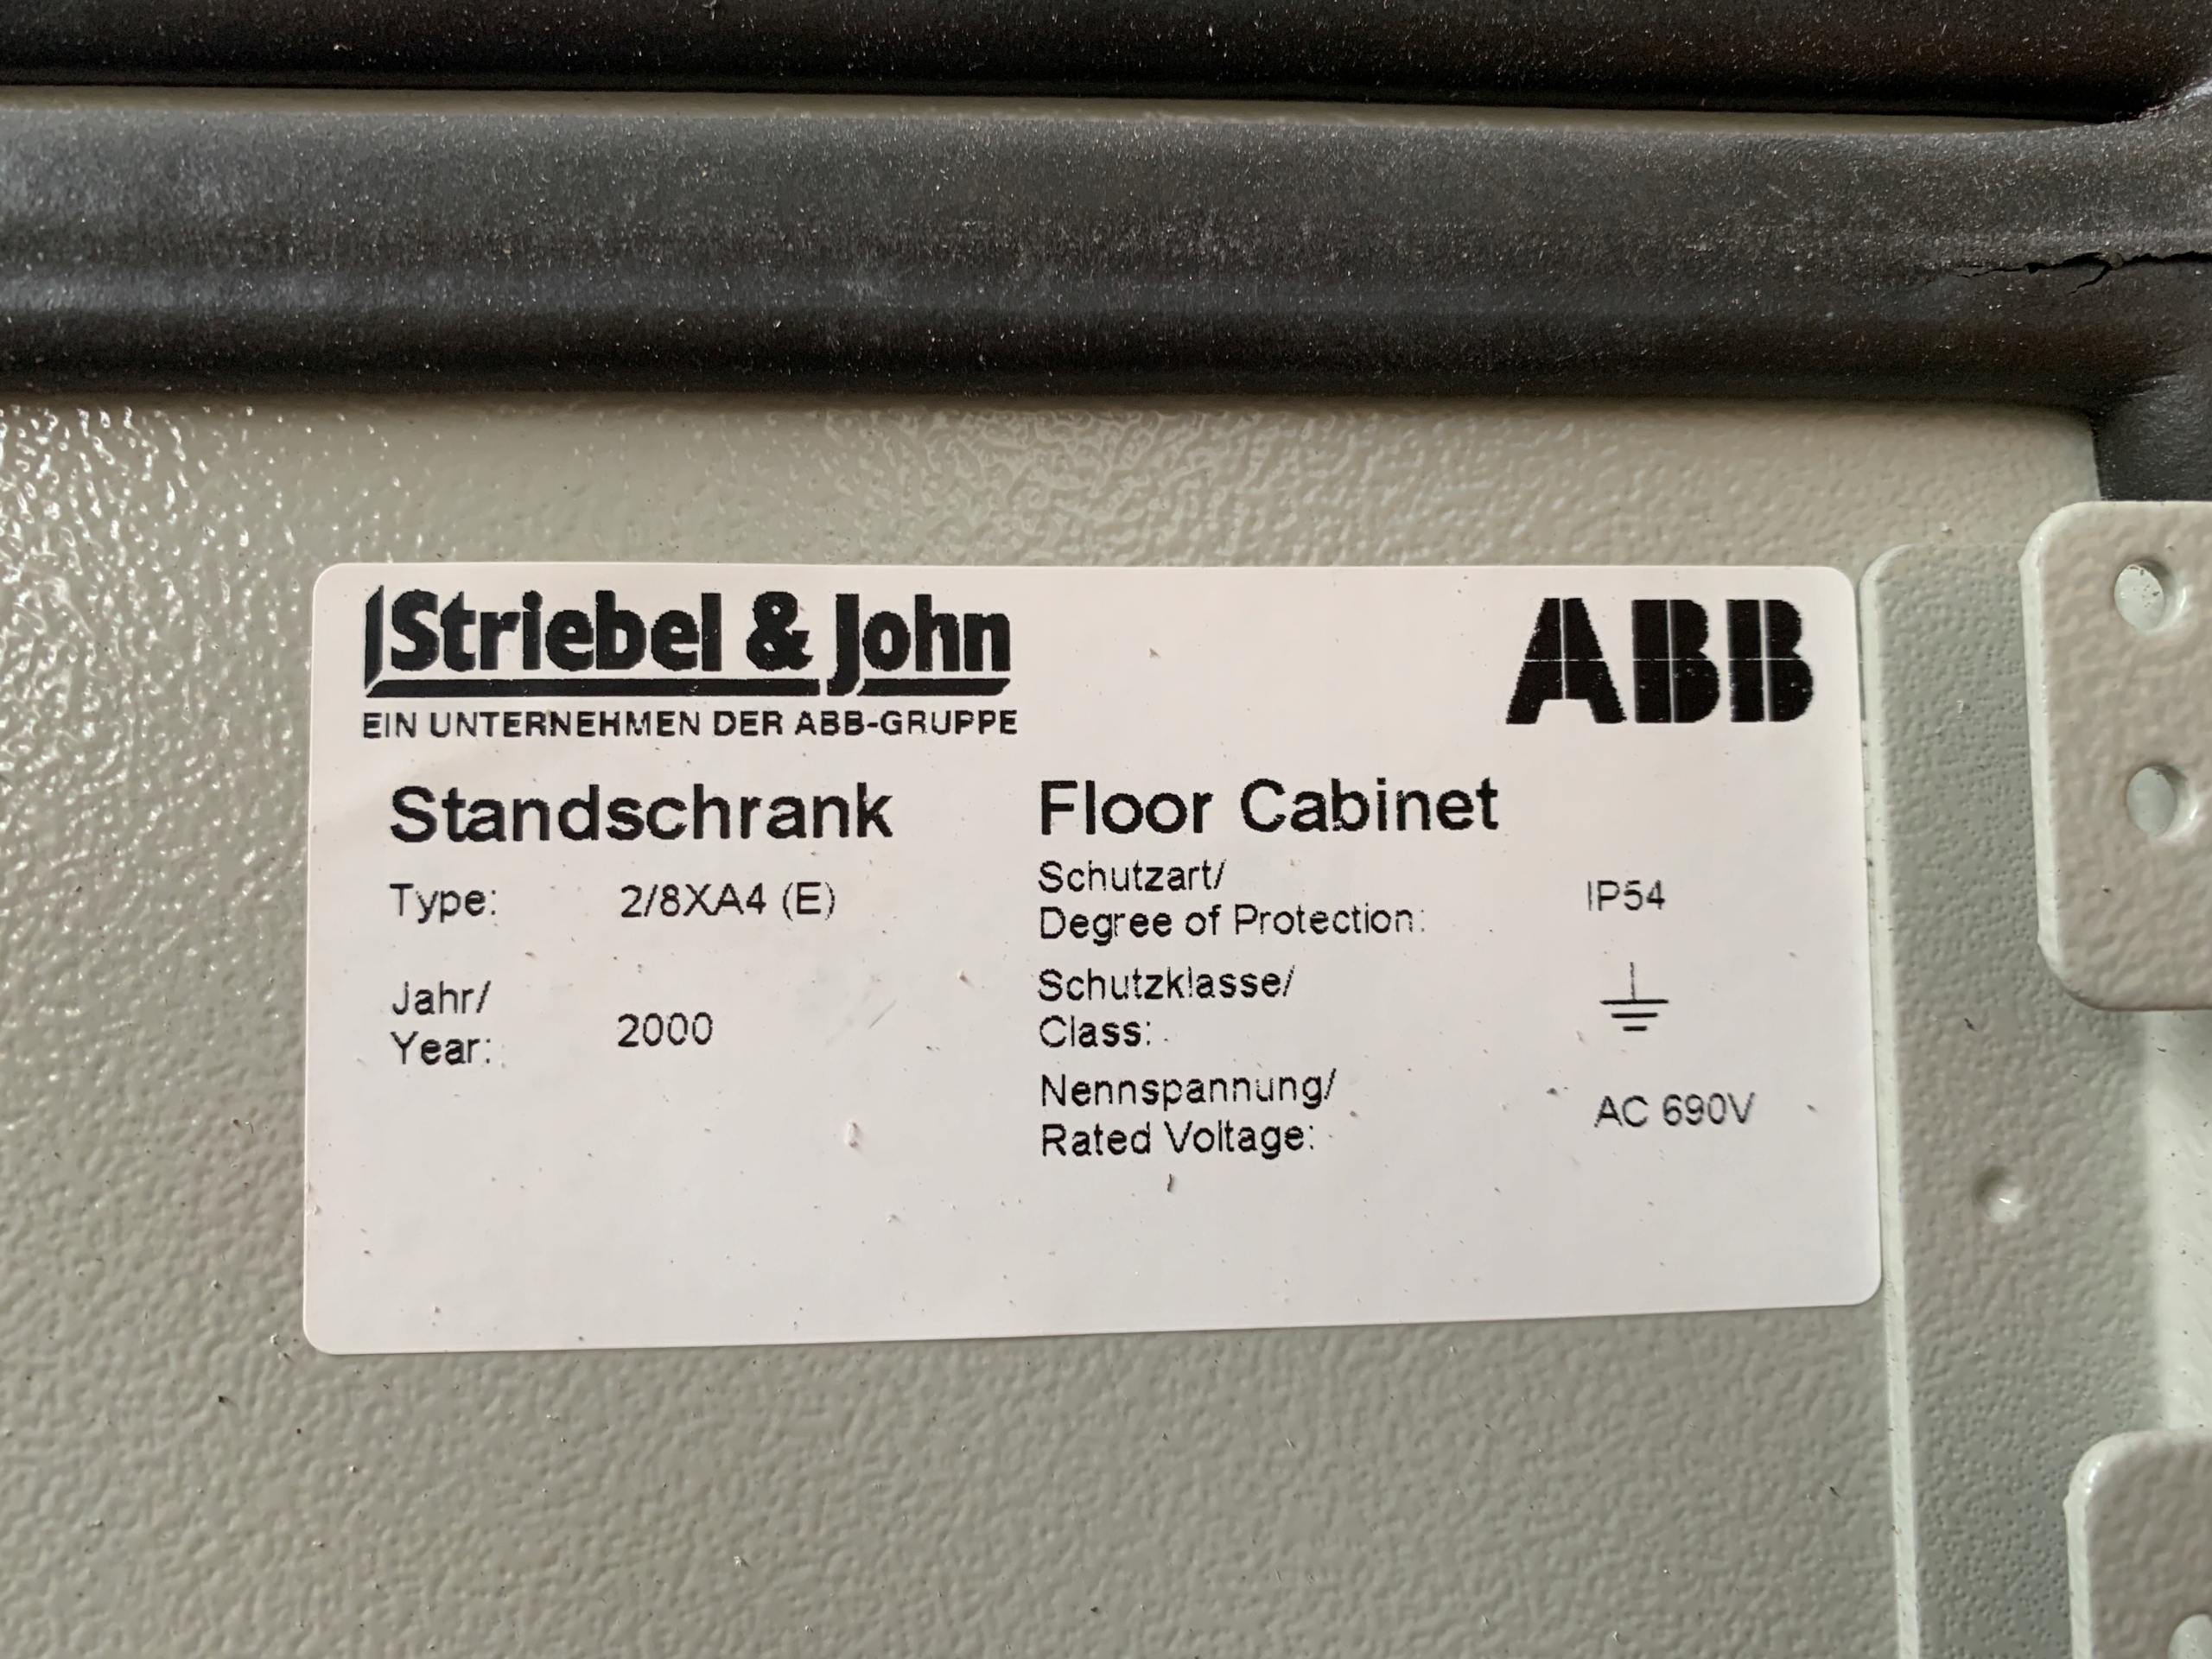 Striebel & John
ABB
EIN UNTERNEHMEN DER ABB-GRUPPE
Standschrank
Floor Cabinet
Type: 2/8XA4 (E)
Schutzart/
Degree of Protection: IP54
Jahr/
Year: 2000
Schutzklasse/
Class:
Nennspannung/
Rated Voltage: AC 690V